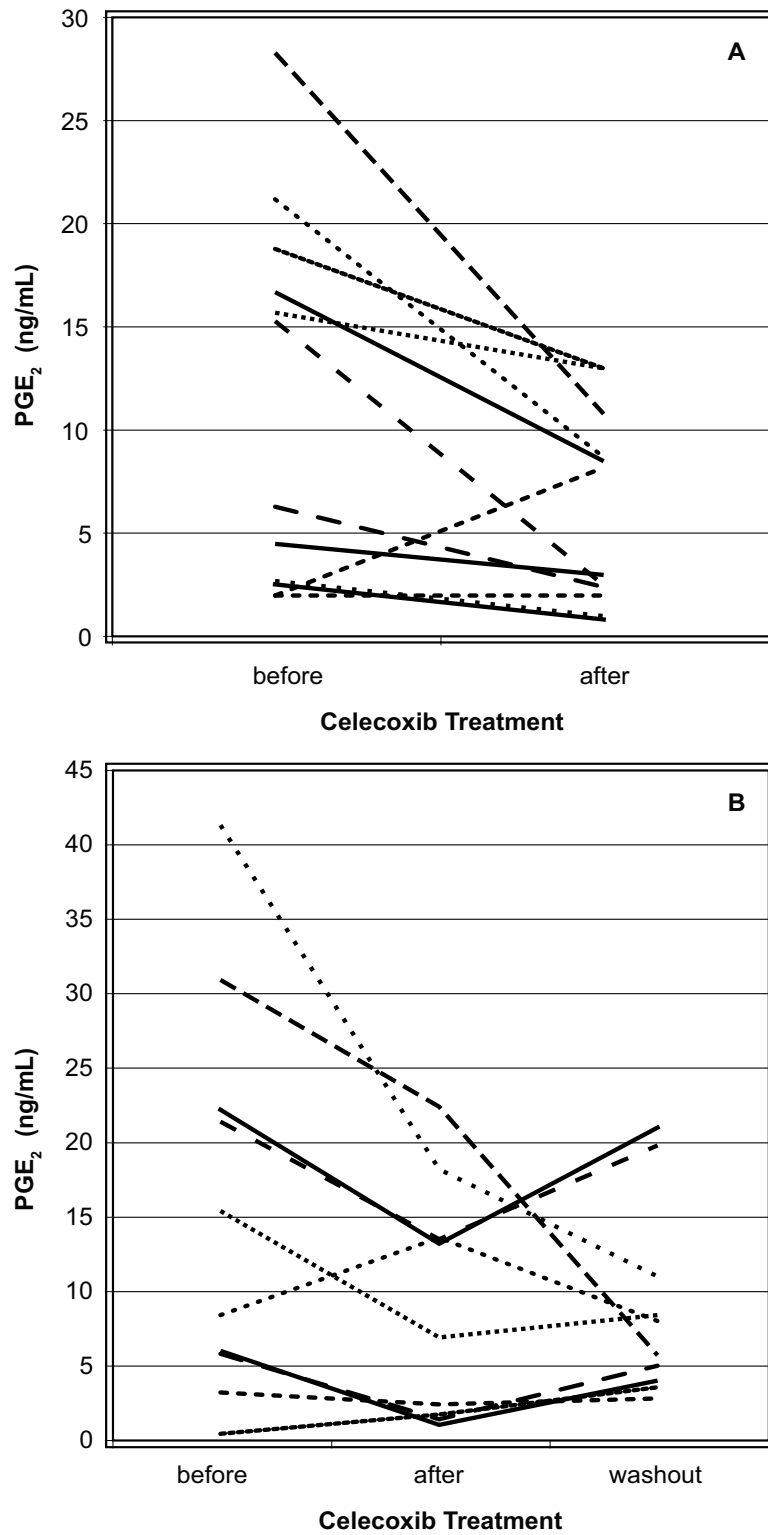 A
30
25
20
15
10
5
0
PGE₂ (ng/mL)
before after
Celecoxib Treatment
B
45
40
35
30
25
20
15
10
5
0
PGE₂ (ng/mL)
before after washout
Celecoxib Treatment